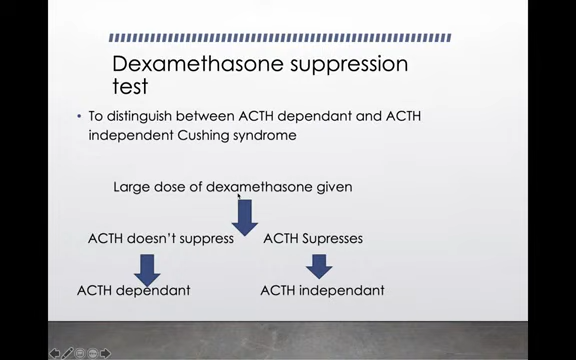 Dexamethasone suppression
test
• To distinguish between ACTH dependant and ACTH
independent Cushing syndrome
Large dose of dexamethasone given
ACTH doesn't suppress ACTH Supresses
ACTH dependant ACTH independant